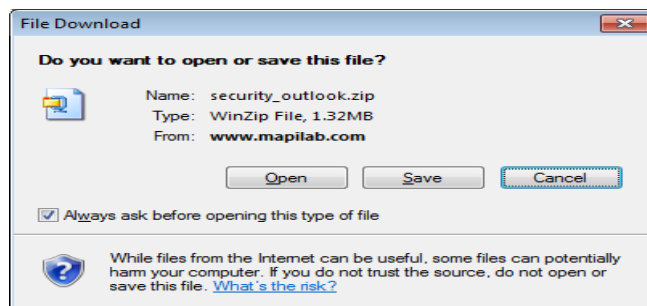 File Download
Do you want to open or save this file?
Name: security_outlook.zip
Type: WinZip File, 1.32MB
From: www.mapilab.com
Open Save Cancel
Always ask before opening this type of file
While files from the Internet can be useful, some files can potentially
harm your computer. If you do not trust the source, do not open or
save this file. What's the risk?